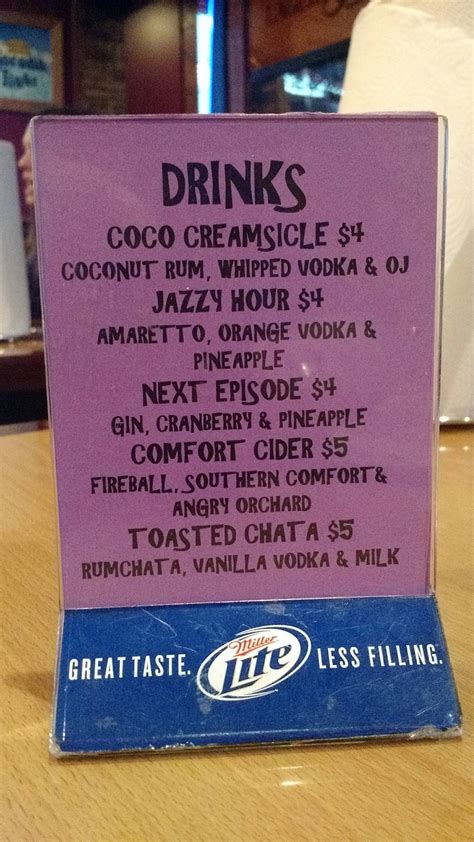 DRINKS
COCO CREAMSICLE $4
COCONUT RUM, WHIPPED VODKA & OJ
JAZZY HOUR $4
AMARETTO, ORANGE VODKA &
PINEAPPLE
NEXT EPISODE $4
GIN, CRANBERRY & PINEAPPLE
COMFORT CIDER $5
FIREBALL, SOUTHERN COMFORT &
ANGRY ORCHARD
TOASTED CHATA $5
RUMCHATA, VANILLA VODKA & MILK
GREAT TASTE. Miller Lite LESS FILLING.